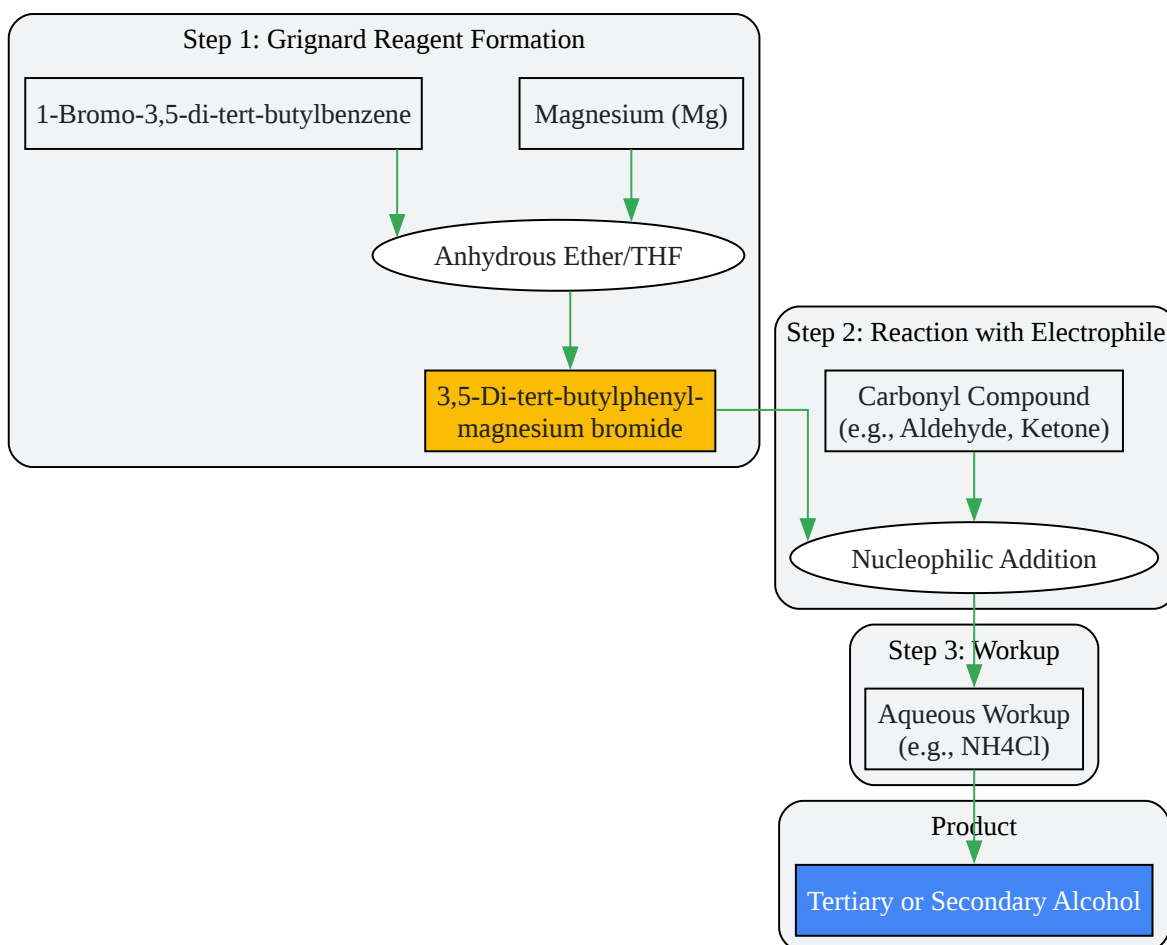 Step 1: Grignard Reagent Formation
1-Bromo-3,5-di-tert-butylbenzene
Magnesium (Mg)
Anhydrous Ether/THF
3,5-Di-tert-butylphenyl-
magnesium bromide
Step 2: Reaction with Electrophile
Carbonyl Compound
(e.g., Aldehyde, Ketone)
Nucleophilic Addition
Step 3: Workup
Aqueous Workup
(e.g., NH4Cl)
Product
Tertiary or Secondary Alcohol